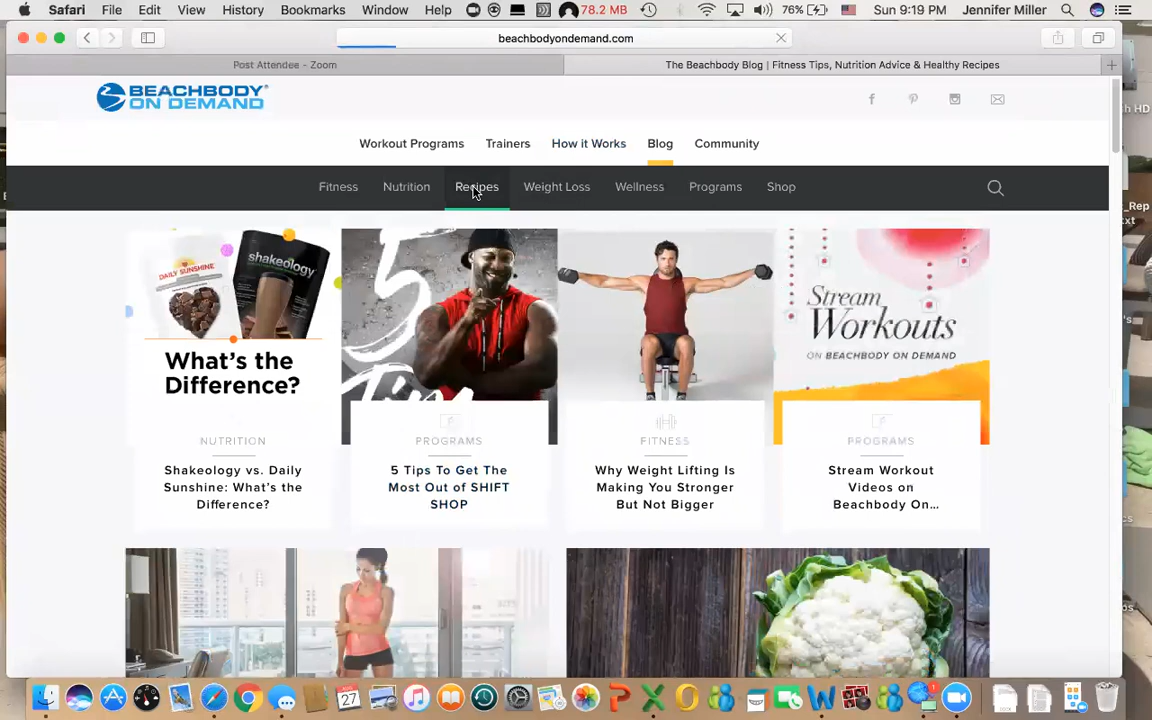 Safari File Edit View History Bookmarks Window Help 78.2 MB 76% Sun 9:19 PM Jennifer Miller
beachbodyondemand.com
Post Attendee - Zoom
The Beachbody Blog | Fitness Tips, Nutrition Advice & Healthy Recipes
BEACHBODY®
ON DEMAND
Workout Programs Trainers How it Works Blog Community
Fitness Nutrition Recipes Weight Loss Wellness Programs Shop
DAILY SUNSHINE
shakeology
What's the
Difference?
NUTRITION
Shakeology vs. Daily
Sunshine: What's the
Difference?
5
Tips
PROGRAMS
5 Tips To Get The
Most Out of SHIFT
SHOP
FITNESS
Why Weight Lifting Is
Making You Stronger
But Not Bigger
Stream
Workouts
ON BEACHBODY ON DEMAND
PROGRAMS
Stream Workout
Videos on
Beachbody On...
27